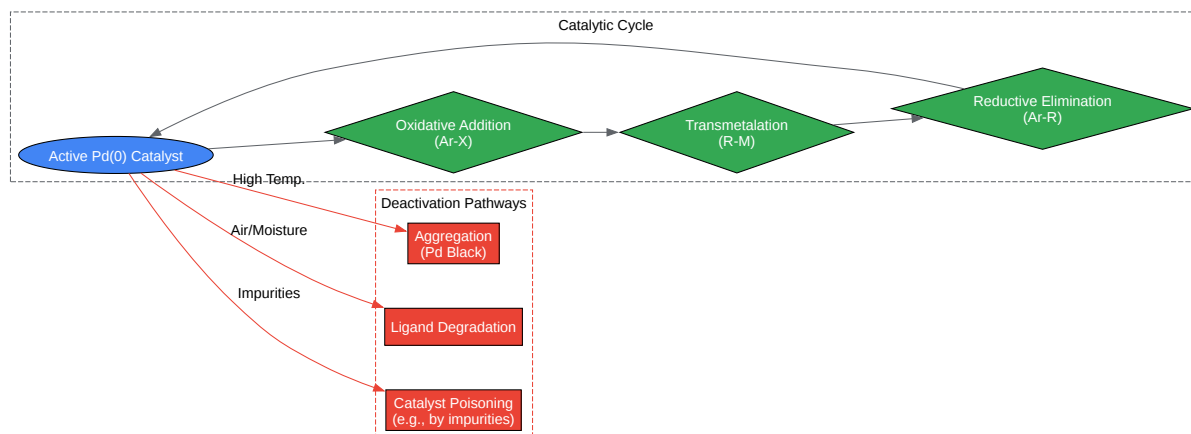 Catalytic Cycle
Active Pd(0) Catalyst
Oxidative Addition
(Ar-X)
Transmetalation
(R-M)
Reductive Elimination
(Ar-R)
High Temp.
Air/Moisture
Impurities
Deactivation Pathways
Aggregation
(Pd Black)
Ligand Degradation
Catalyst Poisoning
(e.g., by impurities)